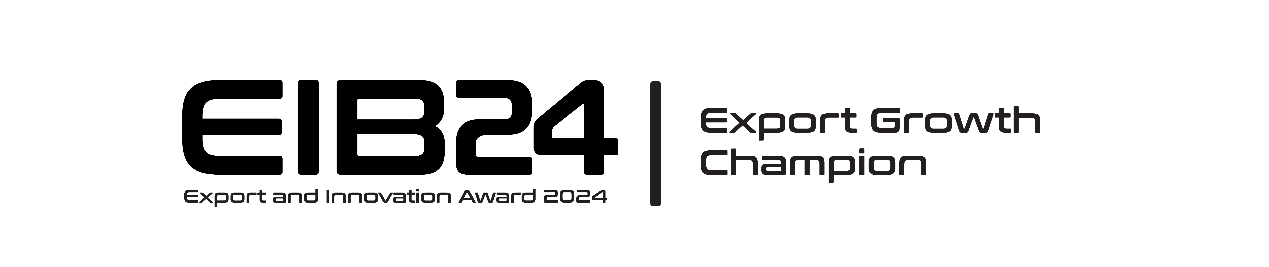 EIB24
Export and Innovation Award 2024
Export Growth
Champion